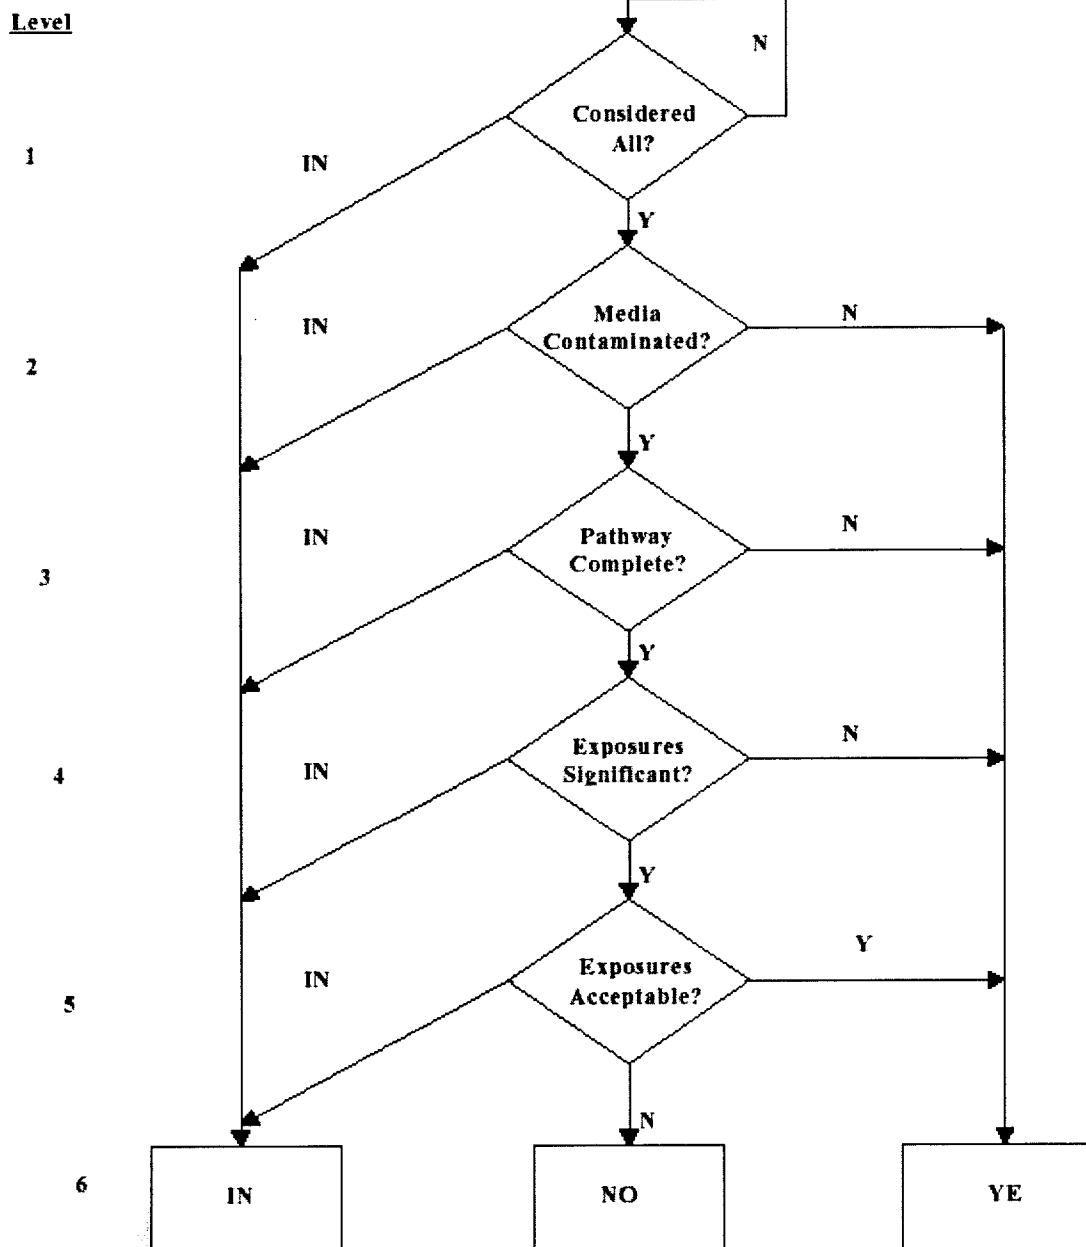 Level
N
Considered
All?
1
IN
Y
IN
Media
Contaminated?
N
2
Y
IN
Pathway
Complete?
N
3
Y
IN
Exposures
Significant?
N
4
Y
IN
Exposures
Acceptable?
Y
5
N
6
IN
NO
YE